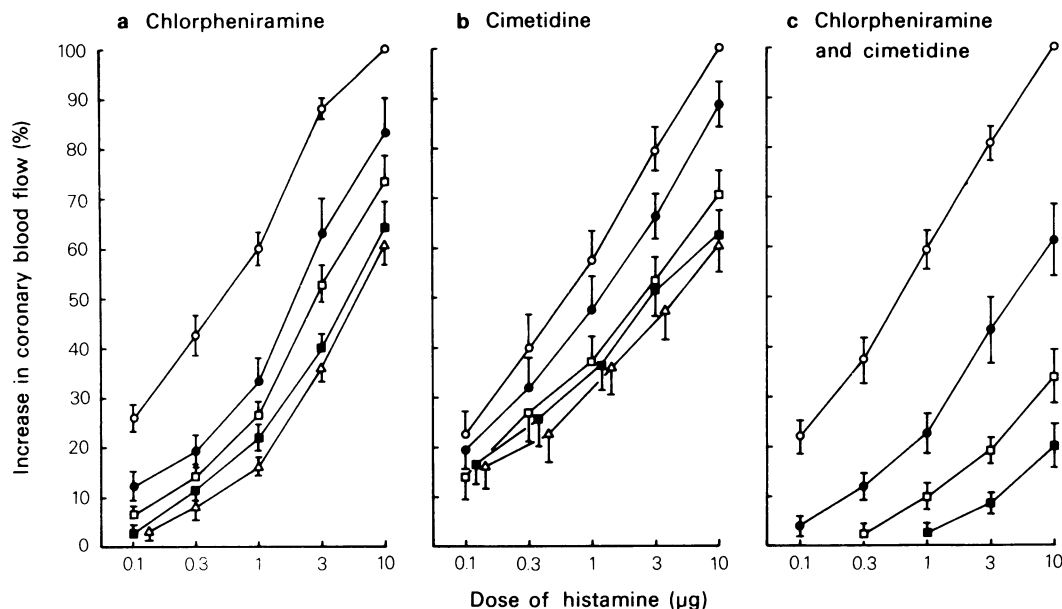 a Chlorpheniramine
b Cimetidine
c Chlorpheniramine
and cimetidine
Increase in coronary blood flow (%)
100
90
80
70
60
50
40
30
20
10
0
0.1 0.3 1 3 10
0.1 0.3 1 3 10
0.1 0.3 1 3 10
Dose of histamine (μg)